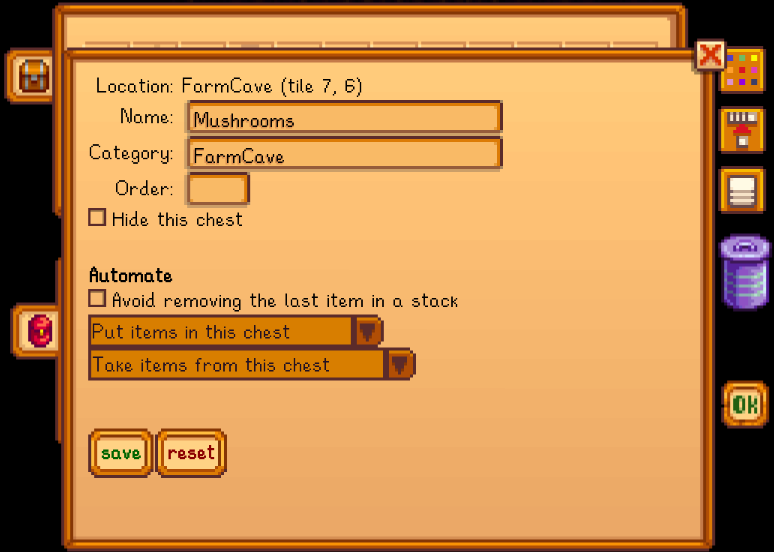 Location: FarmCave (tile 7, 6)
Name: Mushrooms
Category: FarmCave
Order:
Hide this chest
Automate
Avoid removing the last item in a stack
Put items in this chest
Take items from this chest
save reset
OK